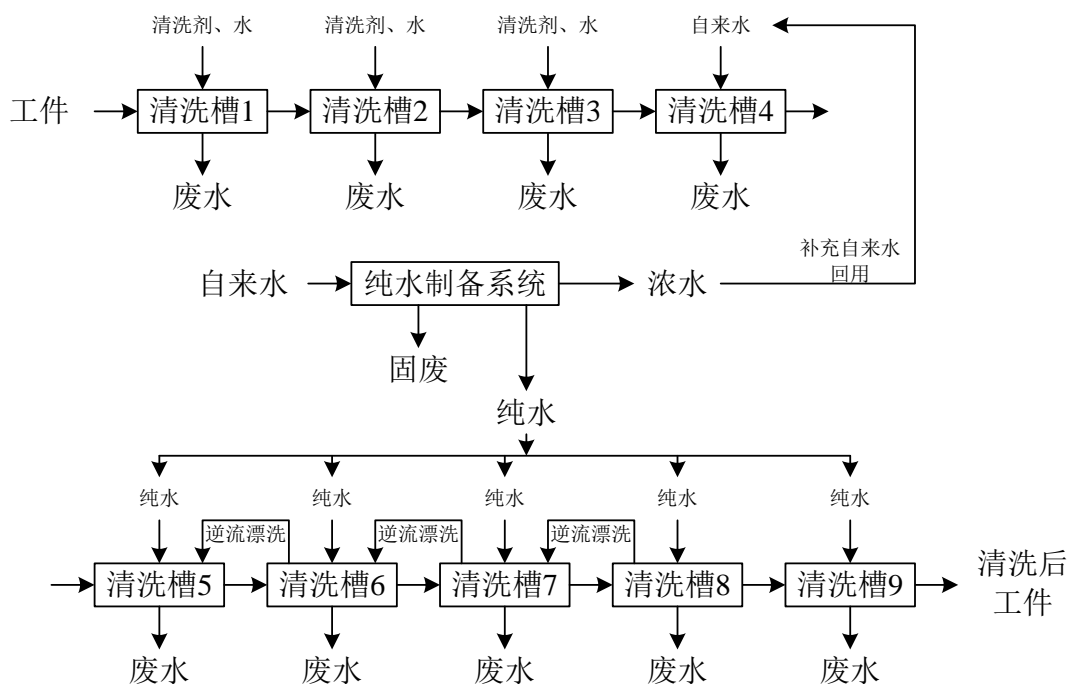 清洗剂、水 清洗剂、水 清洗剂、水 自来水
工件 清洗槽1 清洗槽2 清洗槽3 清洗槽4
废水 废水 废水 废水
补充自来水
回用
自来水 纯水制备系统 浓水
固废
纯水
纯水 纯水 纯水 纯水 纯水
逆流漂洗 逆流漂洗 逆流漂洗
清洗槽5 清洗槽6 清洗槽7 清洗槽8 清洗槽9
清洗后
工件
废水 废水 废水 废水 废水